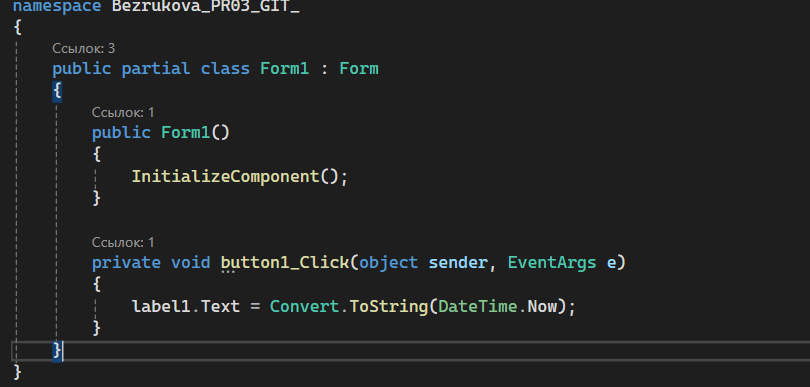 namespace Bezrukova_PR03_GIT_
{
Ссылок: 3
public partial class Form1 : Form
{
Ссылок: 1
public Form1()
{
InitializeComponent();
}
Ссылок: 1
private void button1_Click(object sender, EventArgs e)
{
label1.Text = Convert.ToString(DateTime.Now);
}
}
}